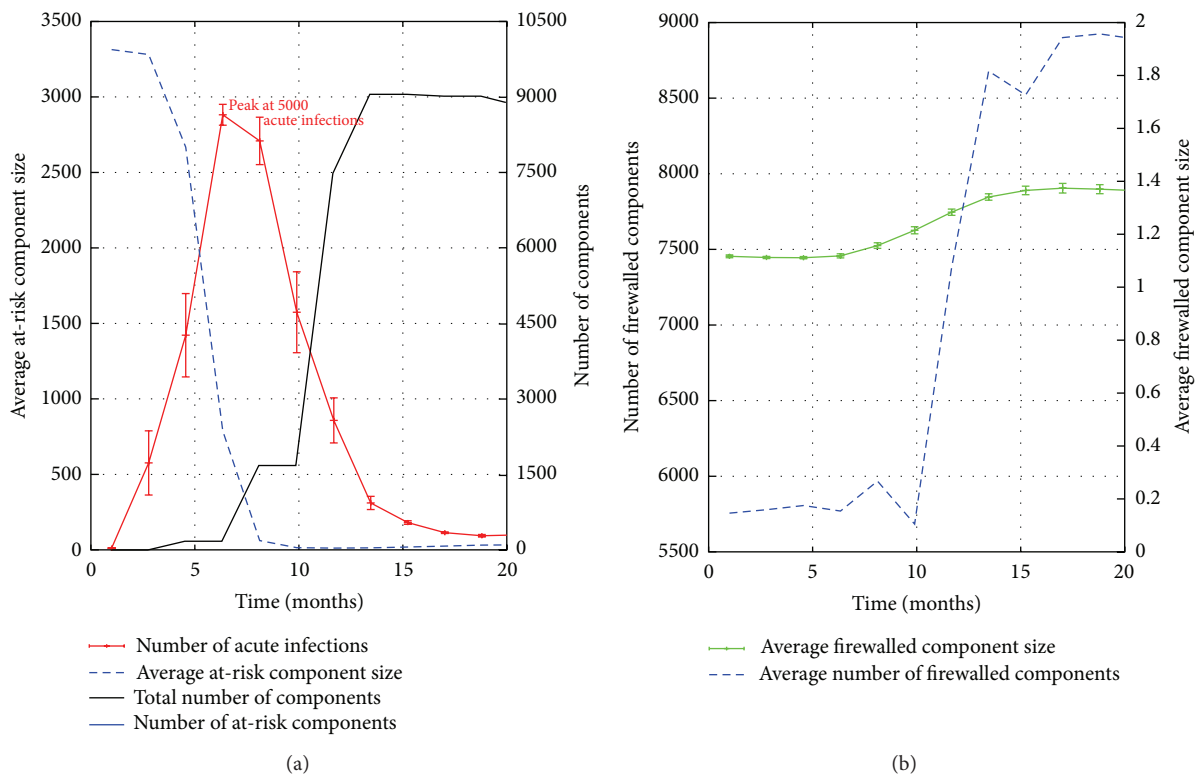 3500
3000
2500
2000
1500
1000
500
0
Average at-risk component size
10500
9000
7500
6000
4500
3000
1500
0
Number of components
Peak at 5000
acute infections
0 5 10 15 20
Time (months)
Number of acute infections
Average at-risk component size
Total number of components
Number of at-risk components
(a)
9000
8500
8000
7500
7000
6500
6000
5500
Number of firewalled components
2
1.8
1.6
1.4
1.2
1
0.8
0.6
0.4
0.2
0
Average firewalled component size
0 5 10 15 20
Time (months)
Average firewalled component size
Average number of firewalled components
(b)